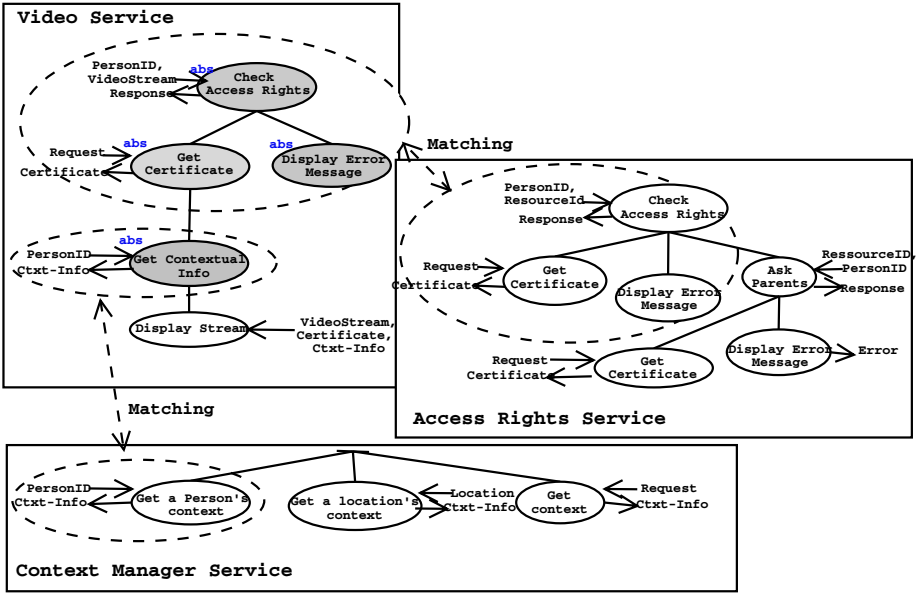 Video Service
PersonID,
VideoStream
Response
abs
Check
Access Rights
abs
Request
Certificate
Get
Certificate
abs
Display Error
Message
abs
PersonID
Ctxt-Info
Get Contextual
Info
Display Stream
VideoStream,
Certificate,
Ctxt-Info
Matching
Matching
PersonID,
ResourceId
Response
Check
Access Rights
Request
Certificate
Get
Certificate
Display Error
Message
Ask
Parents
RessourceID,
PersonID
Response
Request
Certificate
Get
Certificate
Display Error
Message
Error
Access Rights Service
PersonID
Ctxt-Info
Get a Person's
context
Get a location's
context
Location
Ctxt-Info
Get
context
Request
Ctxt-Info
Context Manager Service